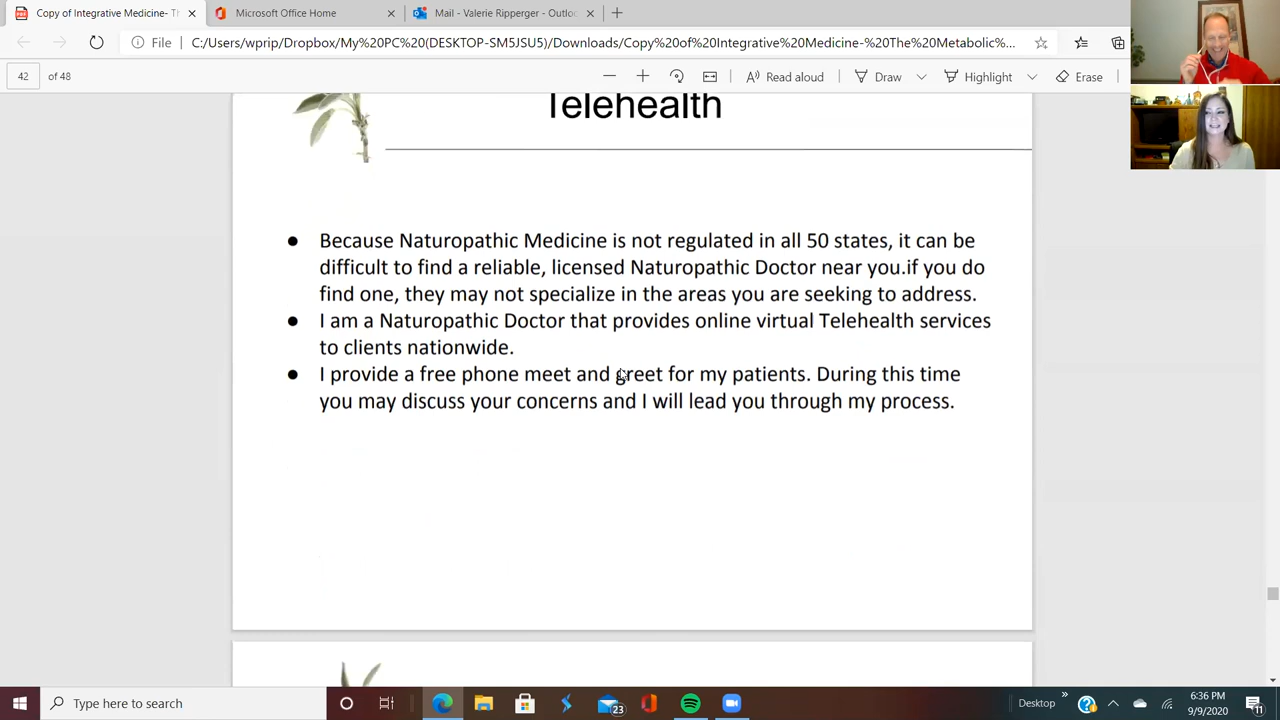 Copy of Integrative Medicine- Th
Microsoft Office Home
Mail - Valerie Ripperger - Outloo
File
C:/Users/wprip/Dropbox/My%20PC%20(DESKTOP-SM5JSU5)/Downloads/Copy%20of%20Integrative%20Medicine-%20The%20Metabolic%...
42 of 48
Read aloud
Draw
Highlight
Erase
Telehealth
● Because Naturopathic Medicine is not regulated in all 50 states, it can be
difficult to find a reliable, licensed Naturopathic Doctor near you.if you do
find one, they may not specialize in the areas you are seeking to address.
● I am a Naturopathic Doctor that provides online virtual Telehealth services
to clients nationwide.
● I provide a free phone meet and greet for my patients. During this time
you may discuss your concerns and I will lead you through my process.
Type here to search
23
Desktop
6:36 PM
9/9/2020
11